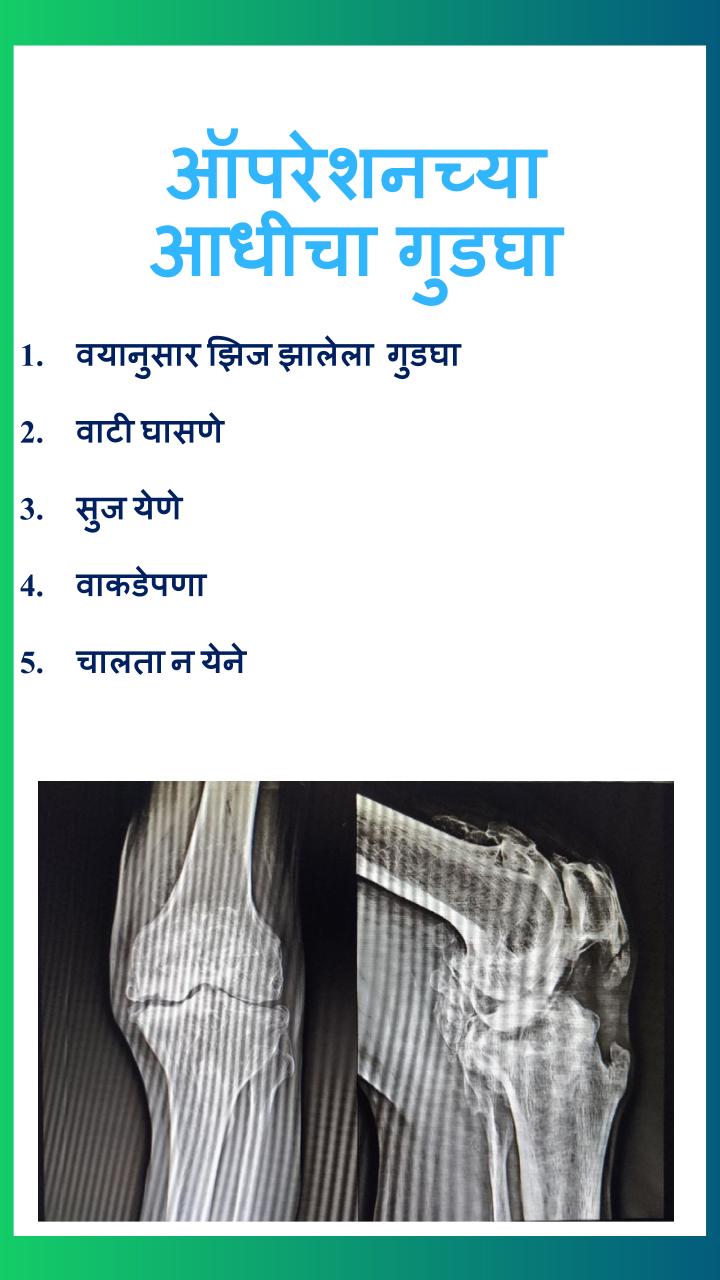 ऑपरेशनच्या
आधीचा गुडघा
1. वयानुसार झिज झालेला गुडघा
2. वाटी घासणे
3. सुज येणे
4. वाकडेपणा
5. चालता न येने